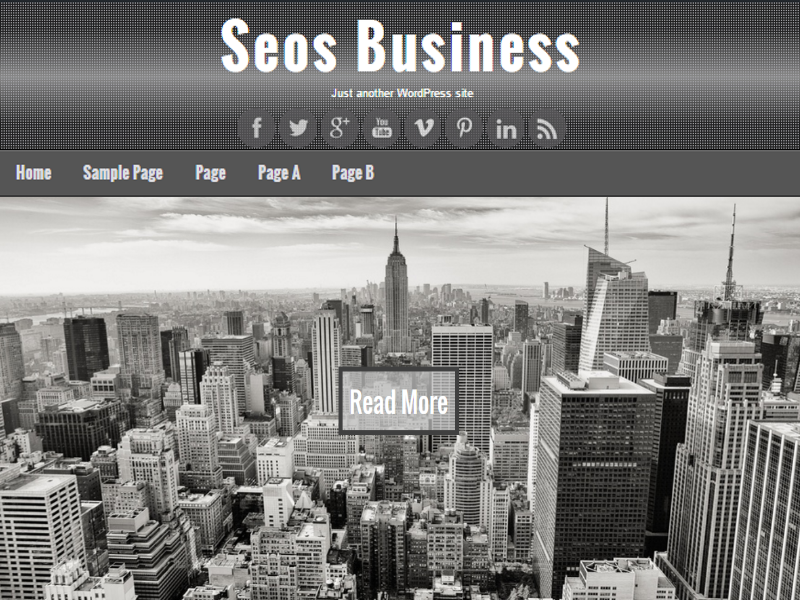 Seos Business
Just another WordPress site
f g+ You Tube v p in
Home Sample Page Page Page A Page B
Read More